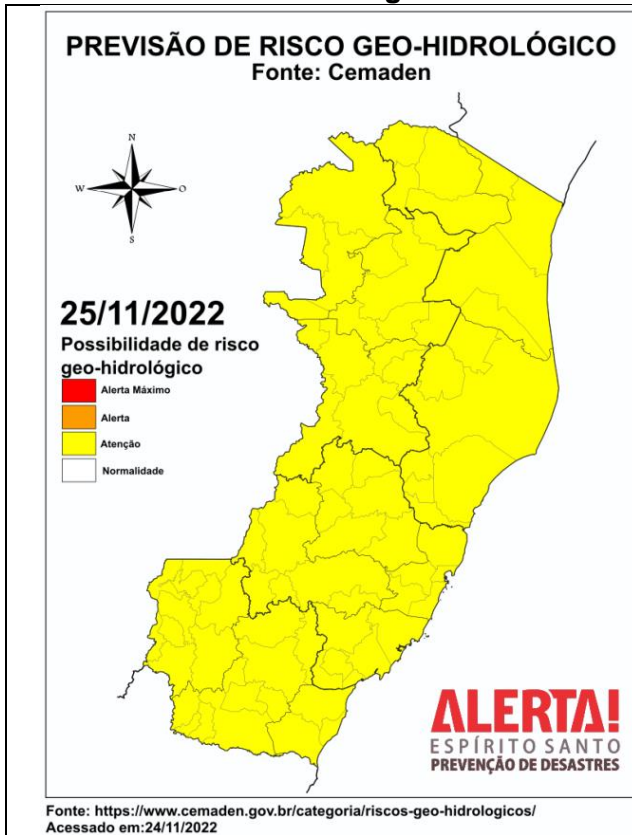 PREVISÃO DE RISCO GEO-HIDROLÓGICO
Fonte: Cemaden
N
W
O
S
25/11/2022
Possibilidade de risco
geo-hidrológico
Alerta Máximo
Alerta
Atenção
Normalidade
ALERTA!
ESPÍRITO SANTO
PREVENÇÃO DE DESASTRES
Fonte: https://www.cemaden.gov.br/categoria/riscos-geo-hidrologicos/
Acessado em:24/11/2022